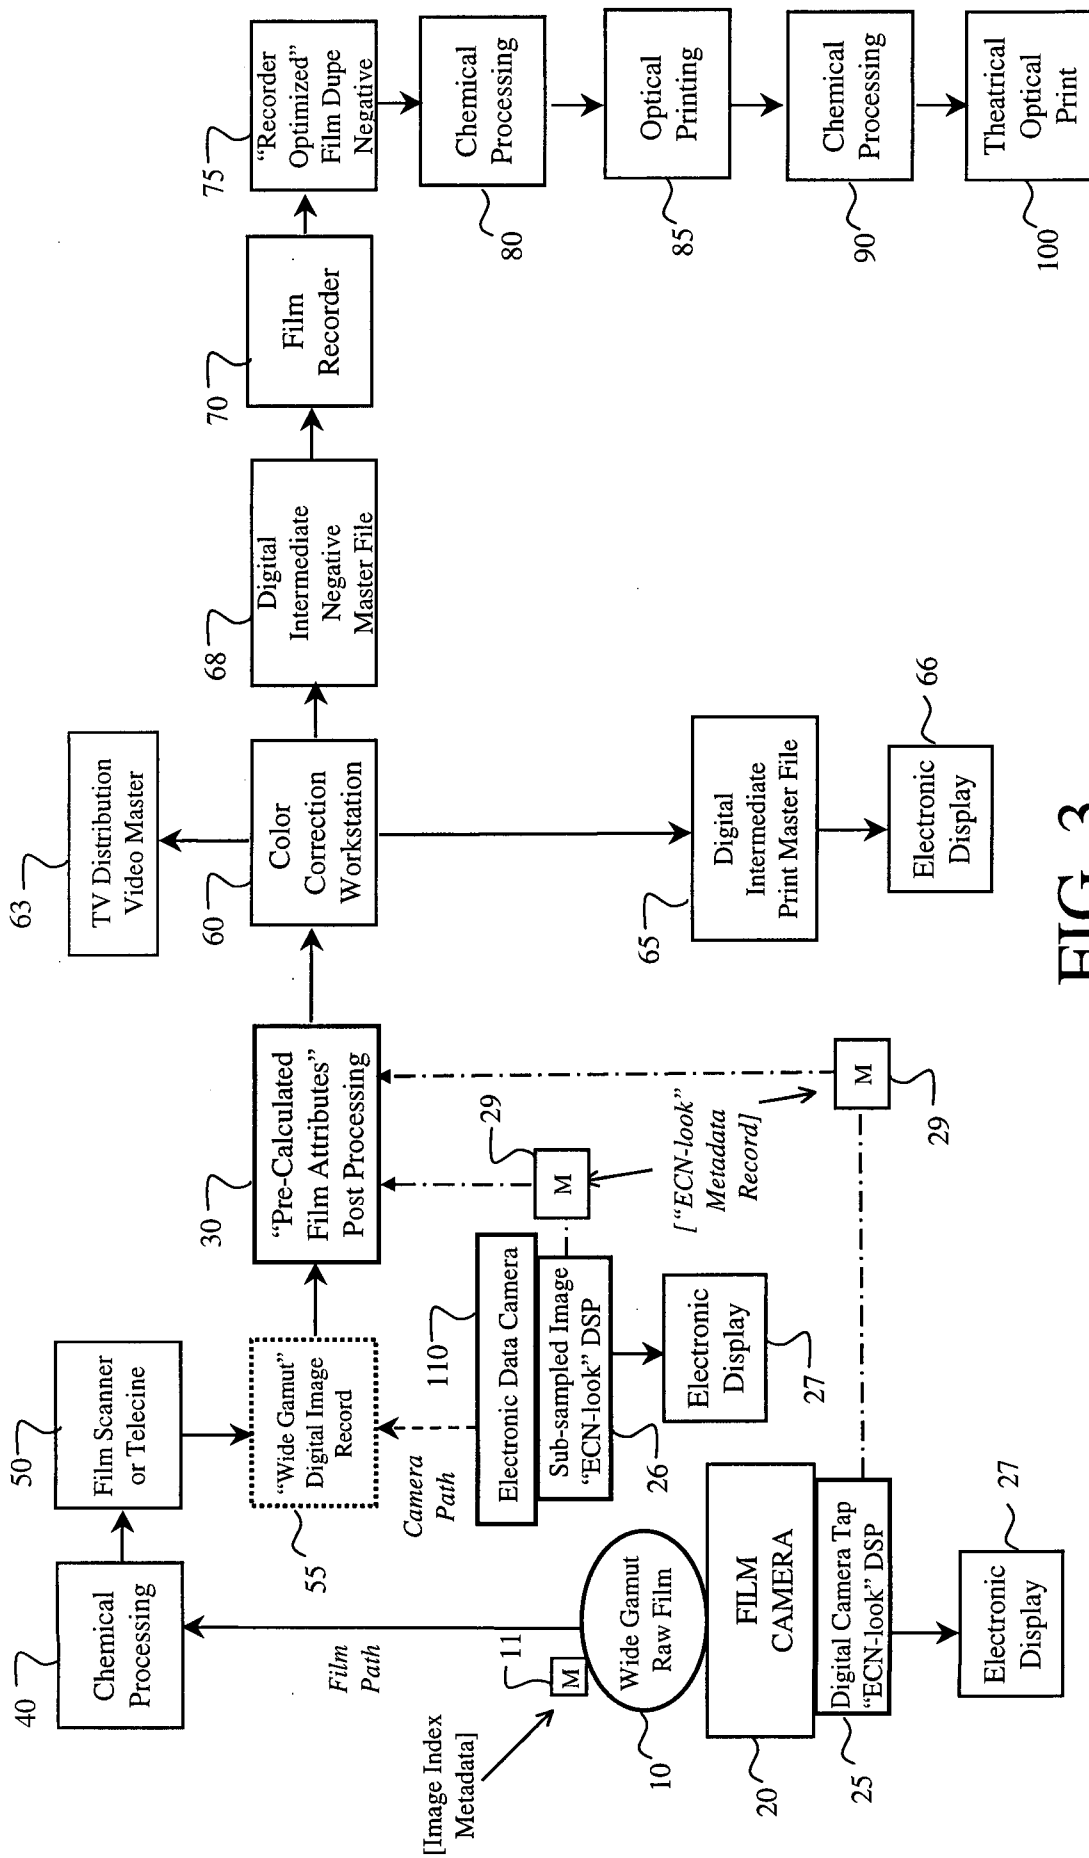 63
TV Distribution
Video Master
40
Chemical
Processing
50
Film Scanner
or Telecine
55
"Wide Gamut"
Digital Image
Record
30
"Pre-Calculated
Film Attributes"
Post Processing
60
Color
Correction
Workstation
68
Digital
Intermediate
Negative
Master File
70
Film
Recorder
75
"Recorder
Optimized"
Film Dupe
Negative
Film
Path
Camera
Path
[Image Index
Metadata]
M
11
10
Wide Gamut
Raw Film
20
FILM
CAMERA
25
Digital Camera Tap
"ECN-look" DSP
27
Electronic
Display
110
Electronic Data Camera
Sub-sampled Image
"ECN-look" DSP
26
27
Electronic
Display
29
M
["ECN-look"
Metadata
Record]
M
29
65
Digital
Intermediate
Print Master File
66
Electronic
Display
80
Chemical
Processing
85
Optical
Printing
90
Chemical
Processing
100
Theatrical
Optical
Print
FIG. 3